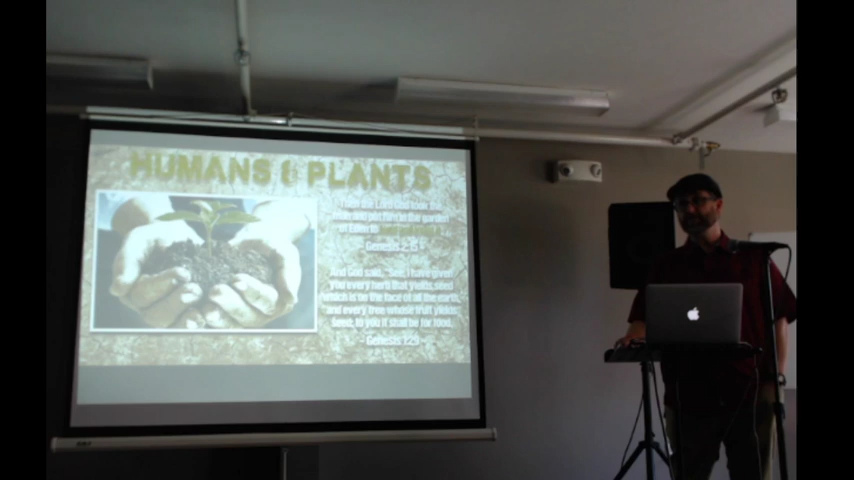 HUMANS & PLANTS
Then the Lord God took the
man and put him in the garden
of Eden to
- Genesis 2:15 -
And God said, "See, I have given
you every herb that yields seed
which is on the face of all the earth,
and every tree whose fruit yields
seed; to you it shall be for food.
- Genesis 1:29 -